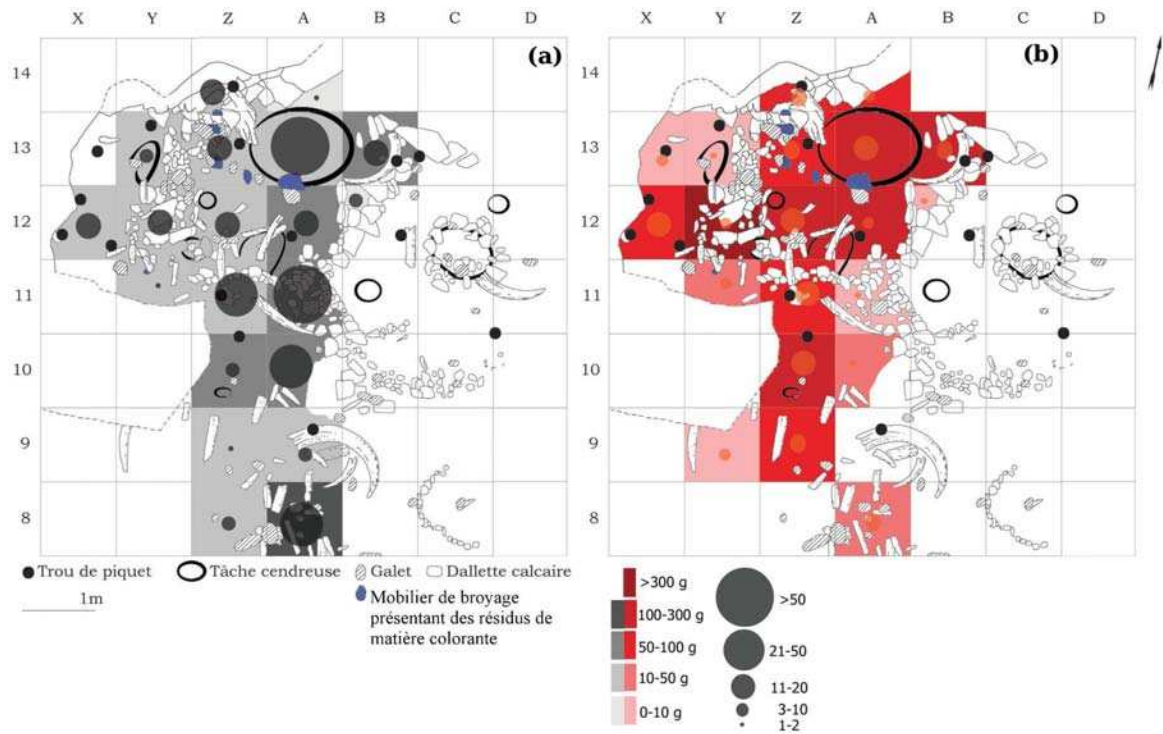 X Y Z A B C D X Y Z A B C D
(a) (b)
14 14
13 13
12 12
11 11
10 10
9 9
8 8
Trou de piquet Tâche cendreuse Galet Dallette calcaire
1m
Mobilier de broyage
présentant des résidus de
matière colorante
>300 g
100-300 g
50-100 g
10-50 g
0-10 g
>50
21-50
11-20
3-10
1-2